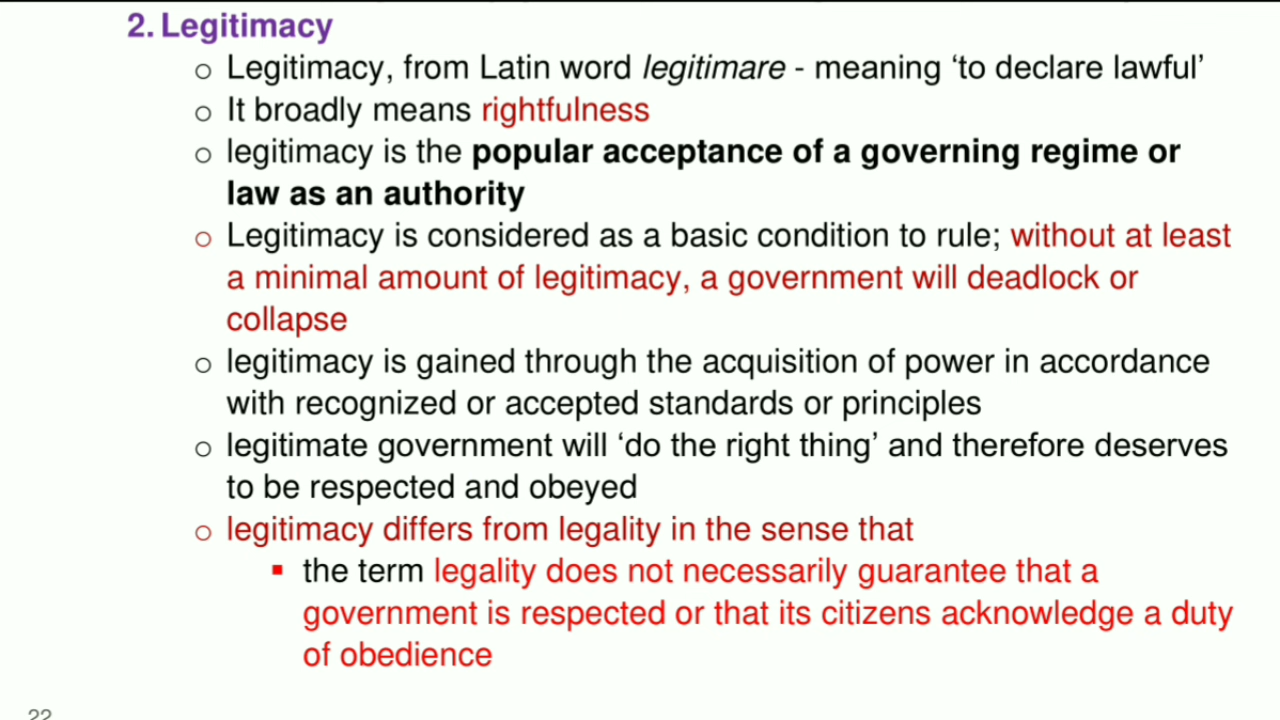 2. Legitimacy
o Legitimacy, from Latin word legitimare - meaning ‘to declare lawful’
o It broadly means rightfulness
o legitimacy is the popular acceptance of a governing regime or
law as an authority
o Legitimacy is considered as a basic condition to rule; without at least
a minimal amount of legitimacy, a government will deadlock or
collapse
o legitimacy is gained through the acquisition of power in accordance
with recognized or accepted standards or principles
o legitimate government will ‘do the right thing’ and therefore deserves
to be respected and obeyed
o legitimacy differs from legality in the sense that
▪ the term legality does not necessarily guarantee that a
government is respected or that its citizens acknowledge a duty
of obedience
22